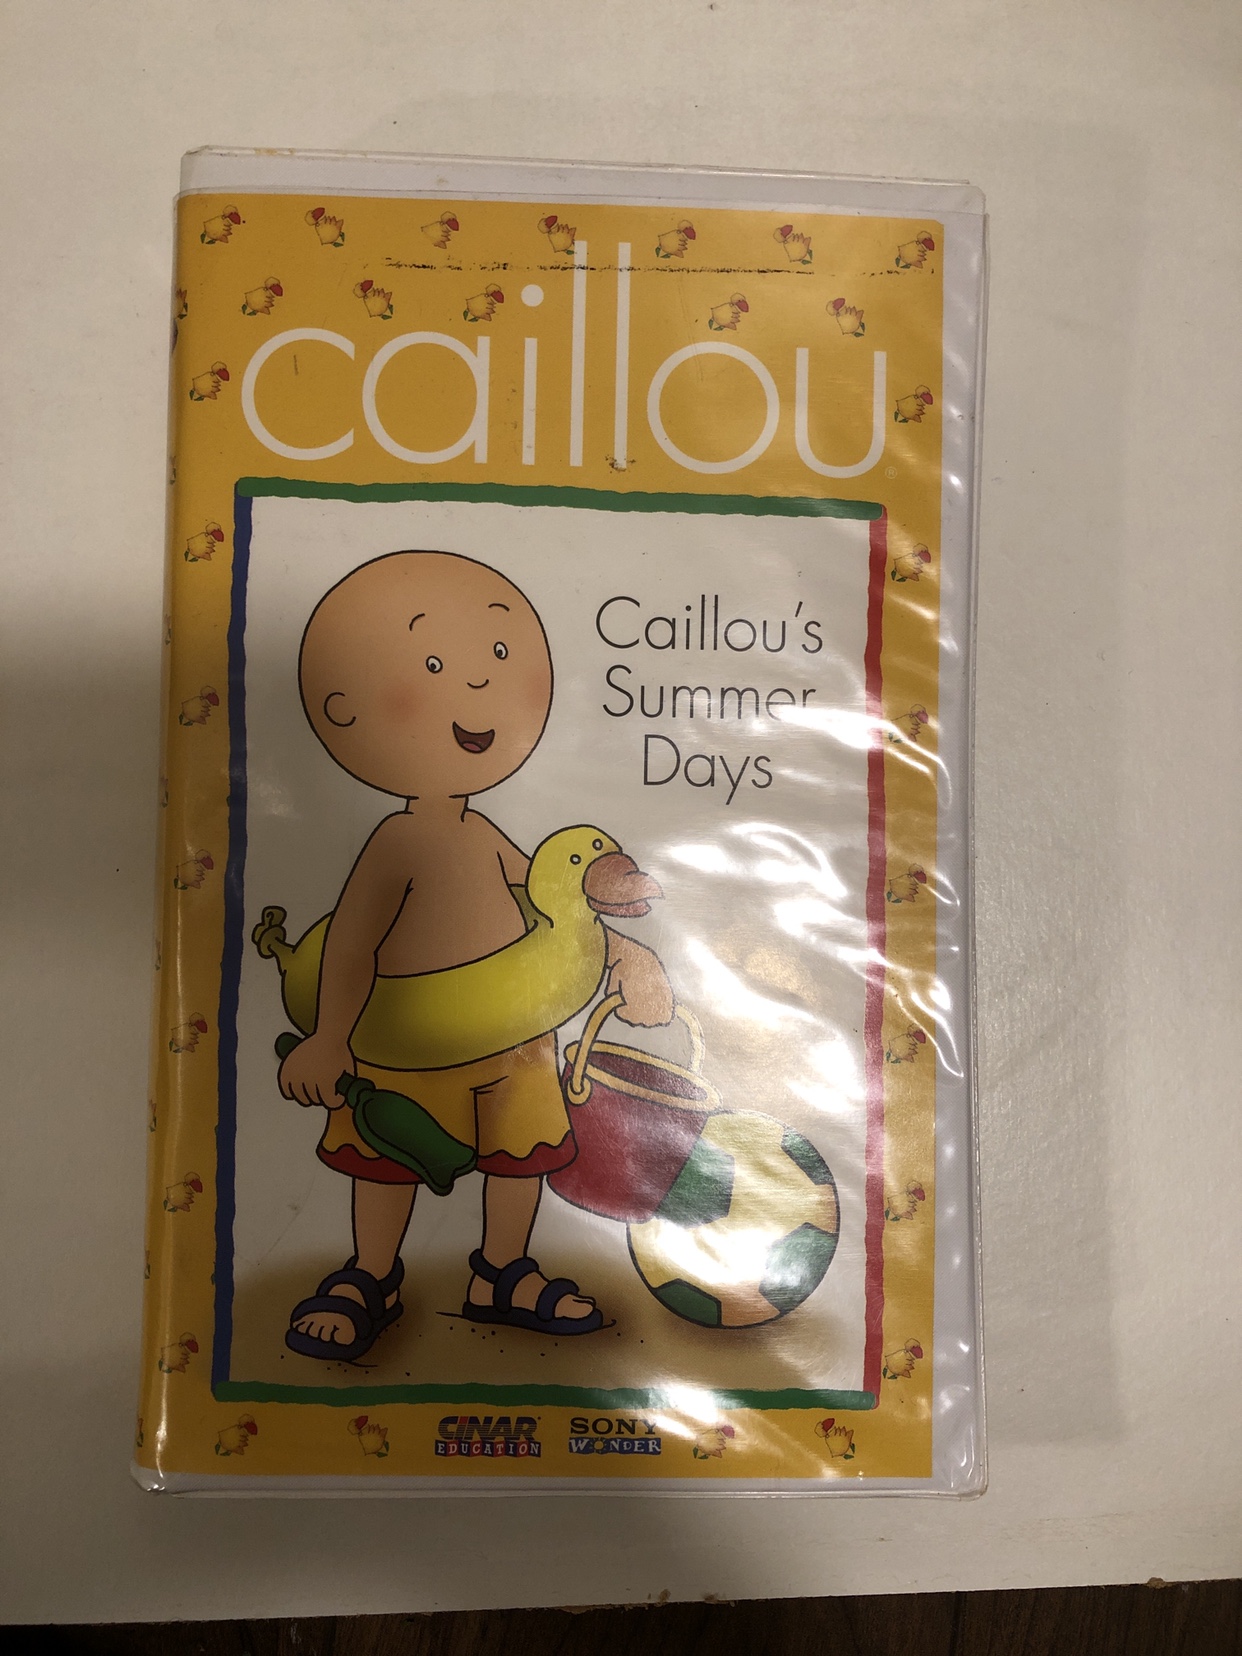 caillou®
Caillou's
Summer
Days
CINAR
EDUCATION
SONY
WONDER